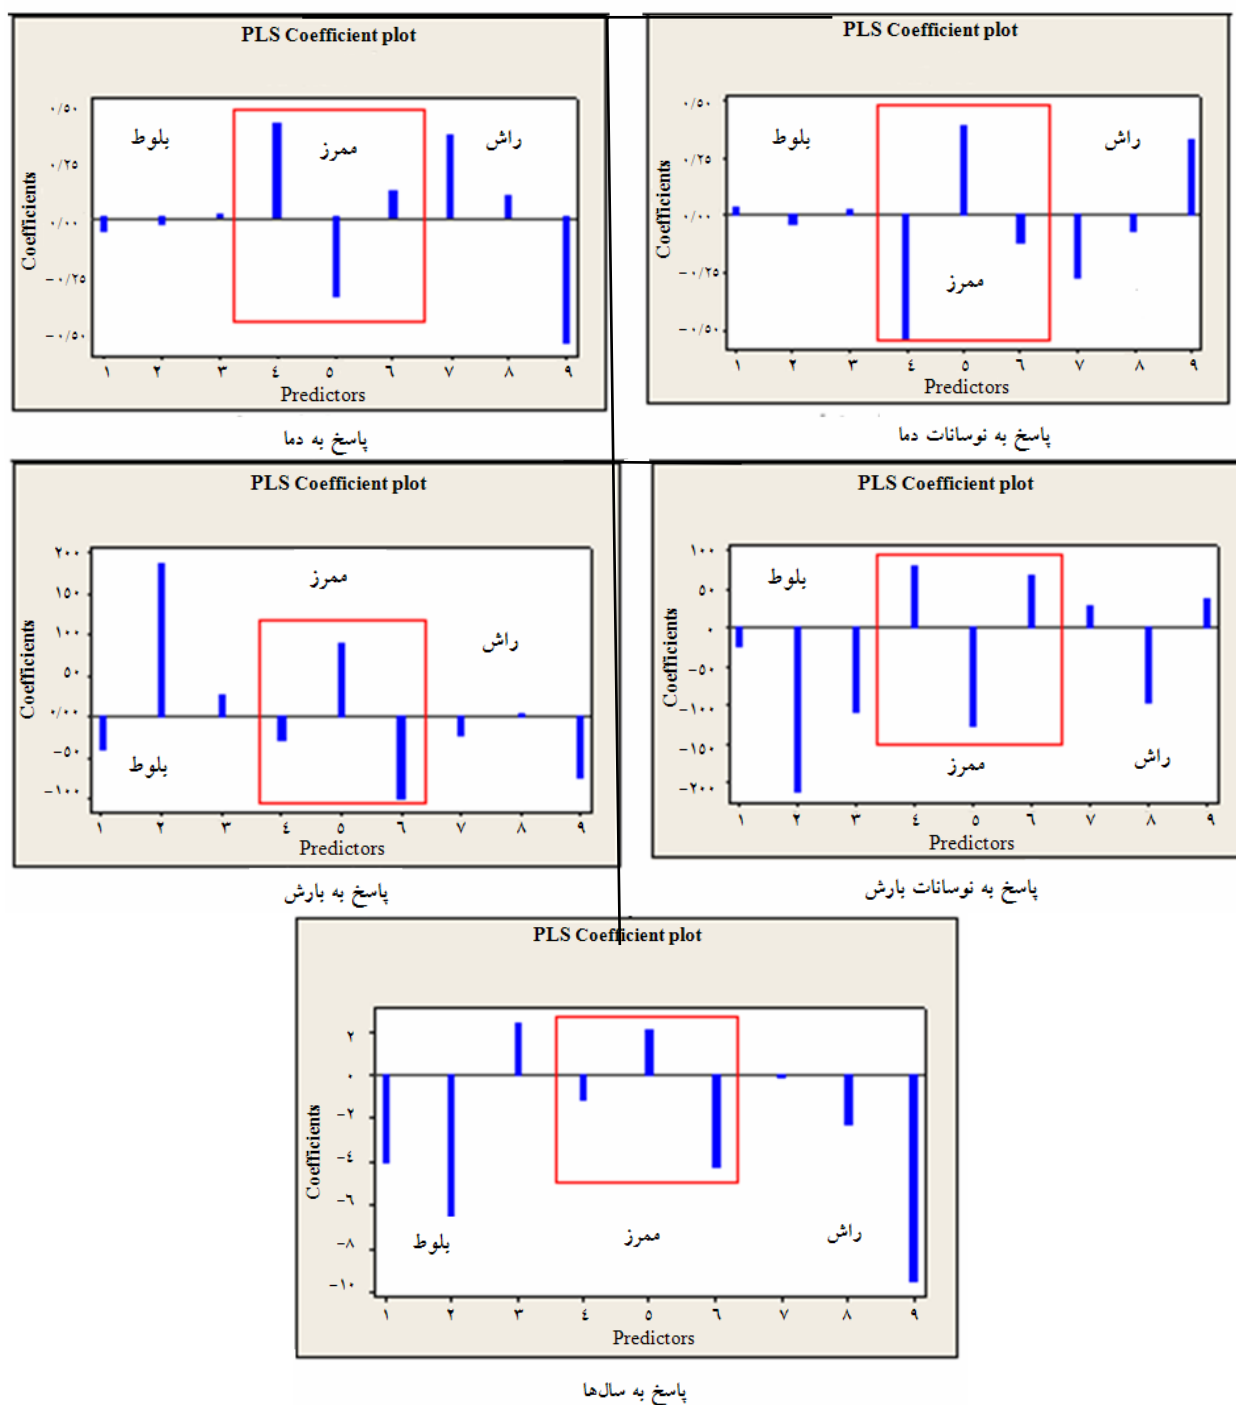 PLS Coefficient plot
Coefficients
۰/۵۰
۰/۲۵
۰/۰۰
-۰/۲۵
-۰/۵۰
بلوط
ممرز
راش
۱ ۲ ۳ ٤ ۵ ٦ ۷ ۸ ۹
Predictors
پاسخ به دما
PLS Coefficient plot
Coefficients
۰/۵۰
۰/۲۵
۰/۰۰
-۰/۲۵
-۰/۵۰
بلوط
راش
ممرز
۱ ۲ ۳ ٤ ۵ ٦ ۷ ۸ ۹
Predictors
پاسخ به نوسانات دما
PLS Coefficient plot
Coefficients
۲۰۰
۱۵۰
۱۰۰
۵۰
۰/۰۰
-۵۰
-۱۰۰
ممرز
راش
بلوط
۱ ۲ ۳ ٤ ۵ ٦ ۷ ۸ ۹
Predictors
پاسخ به بارش
PLS Coefficient plot
Coefficients
۱۰۰
۵۰
۰
-۵۰
-۱۰۰
-۱۵۰
-۲۰۰
بلوط
راش
ممرز
۱ ۲ ۳ ٤ ۵ ٦ ۷ ۸ ۹
Predictors
پاسخ به نوسانات بارش
PLS Coefficient plot
Coefficients
۲
۰
-۲
-٤
-٦
-۸
-۱۰
بلوط
ممرز
راش
۱ ۲ ۳ ٤ ۵ ٦ ۷ ۸ ۹
Predictors
پاسخ به سال‌ها